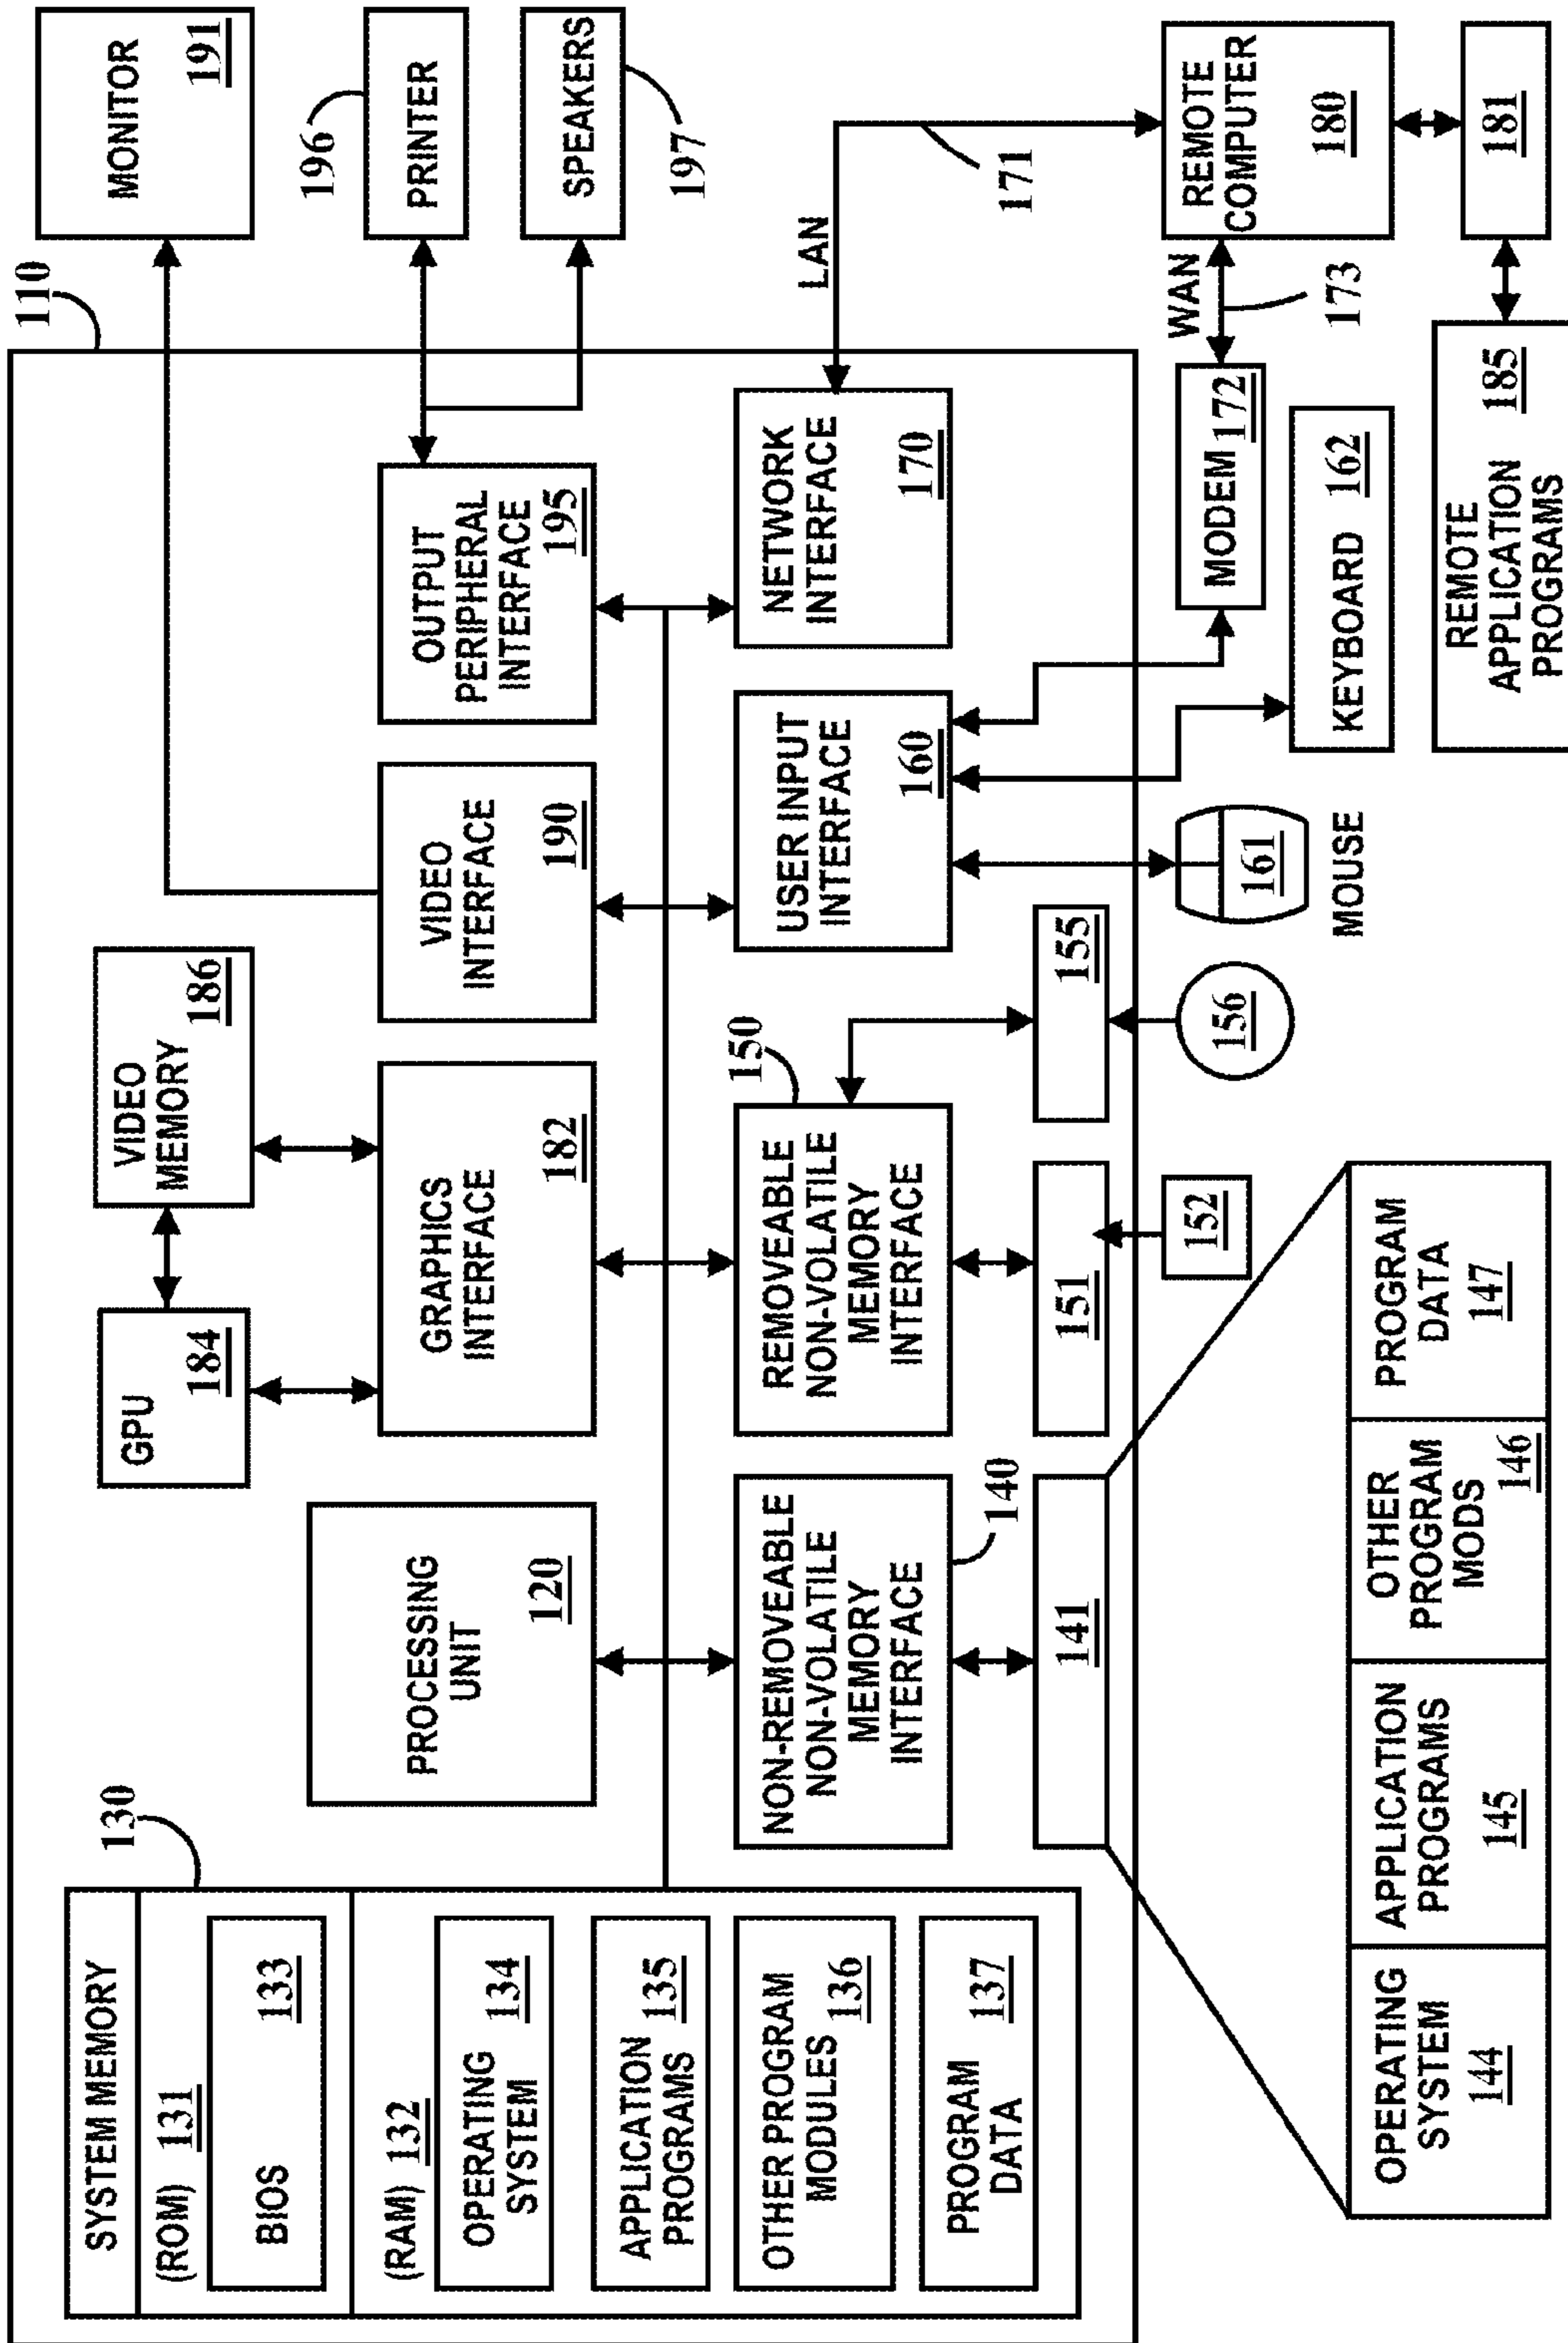 110
SYSTEM MEMORY
130
(ROM) 131
BIOS
133
(RAM) 132
OPERATING
SYSTEM
134
APPLICATION
PROGRAMS
135
OTHER PROGRAM
MODULES
136
PROGRAM
DATA
137
PROCESSING
UNIT
120
GPU
184
VIDEO
MEMORY
186
GRAPHICS
INTERFACE
182
VIDEO
INTERFACE
190
OUTPUT
PERIPHERAL
INTERFACE
195
MONITOR
191
196
PRINTER
SPEAKERS
197
NON-REMOVEABLE
NON-VOLATILE
MEMORY
INTERFACE
140
REMOVEABLE
NON-VOLATILE
MEMORY
INTERFACE
150
USER INPUT
INTERFACE
160
NETWORK
INTERFACE
170
LAN
171
141
151
155
152
156
161
MOUSE
MODEM
172
WAN
173
KEYBOARD
162
REMOTE
COMPUTER
180
181
REMOTE
APPLICATION
PROGRAMS
185
OPERATING
SYSTEM
144
APPLICATION
PROGRAMS
145
OTHER
PROGRAM
MODS
146
PROGRAM
DATA
147